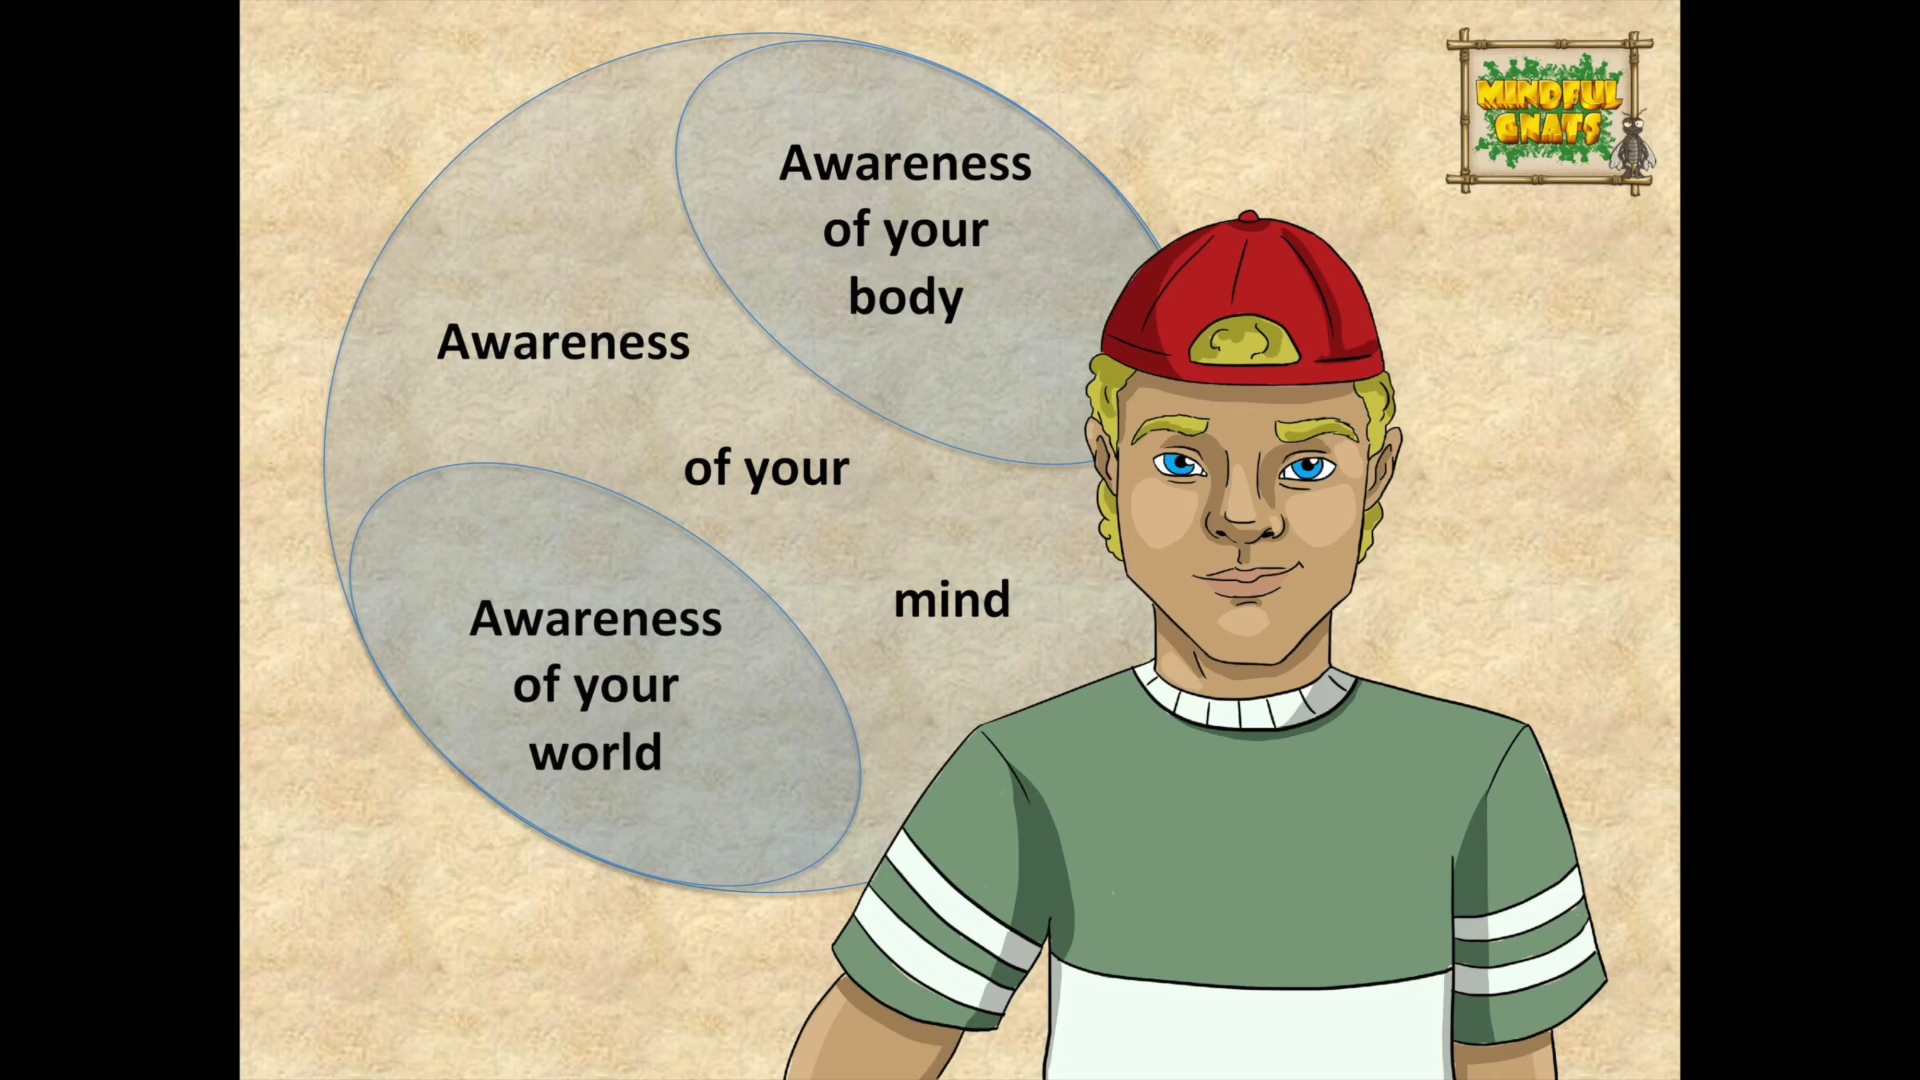 MINDFUL
GNATS
Awareness
of your
body
Awareness
of your
mind
Awareness
of your
world